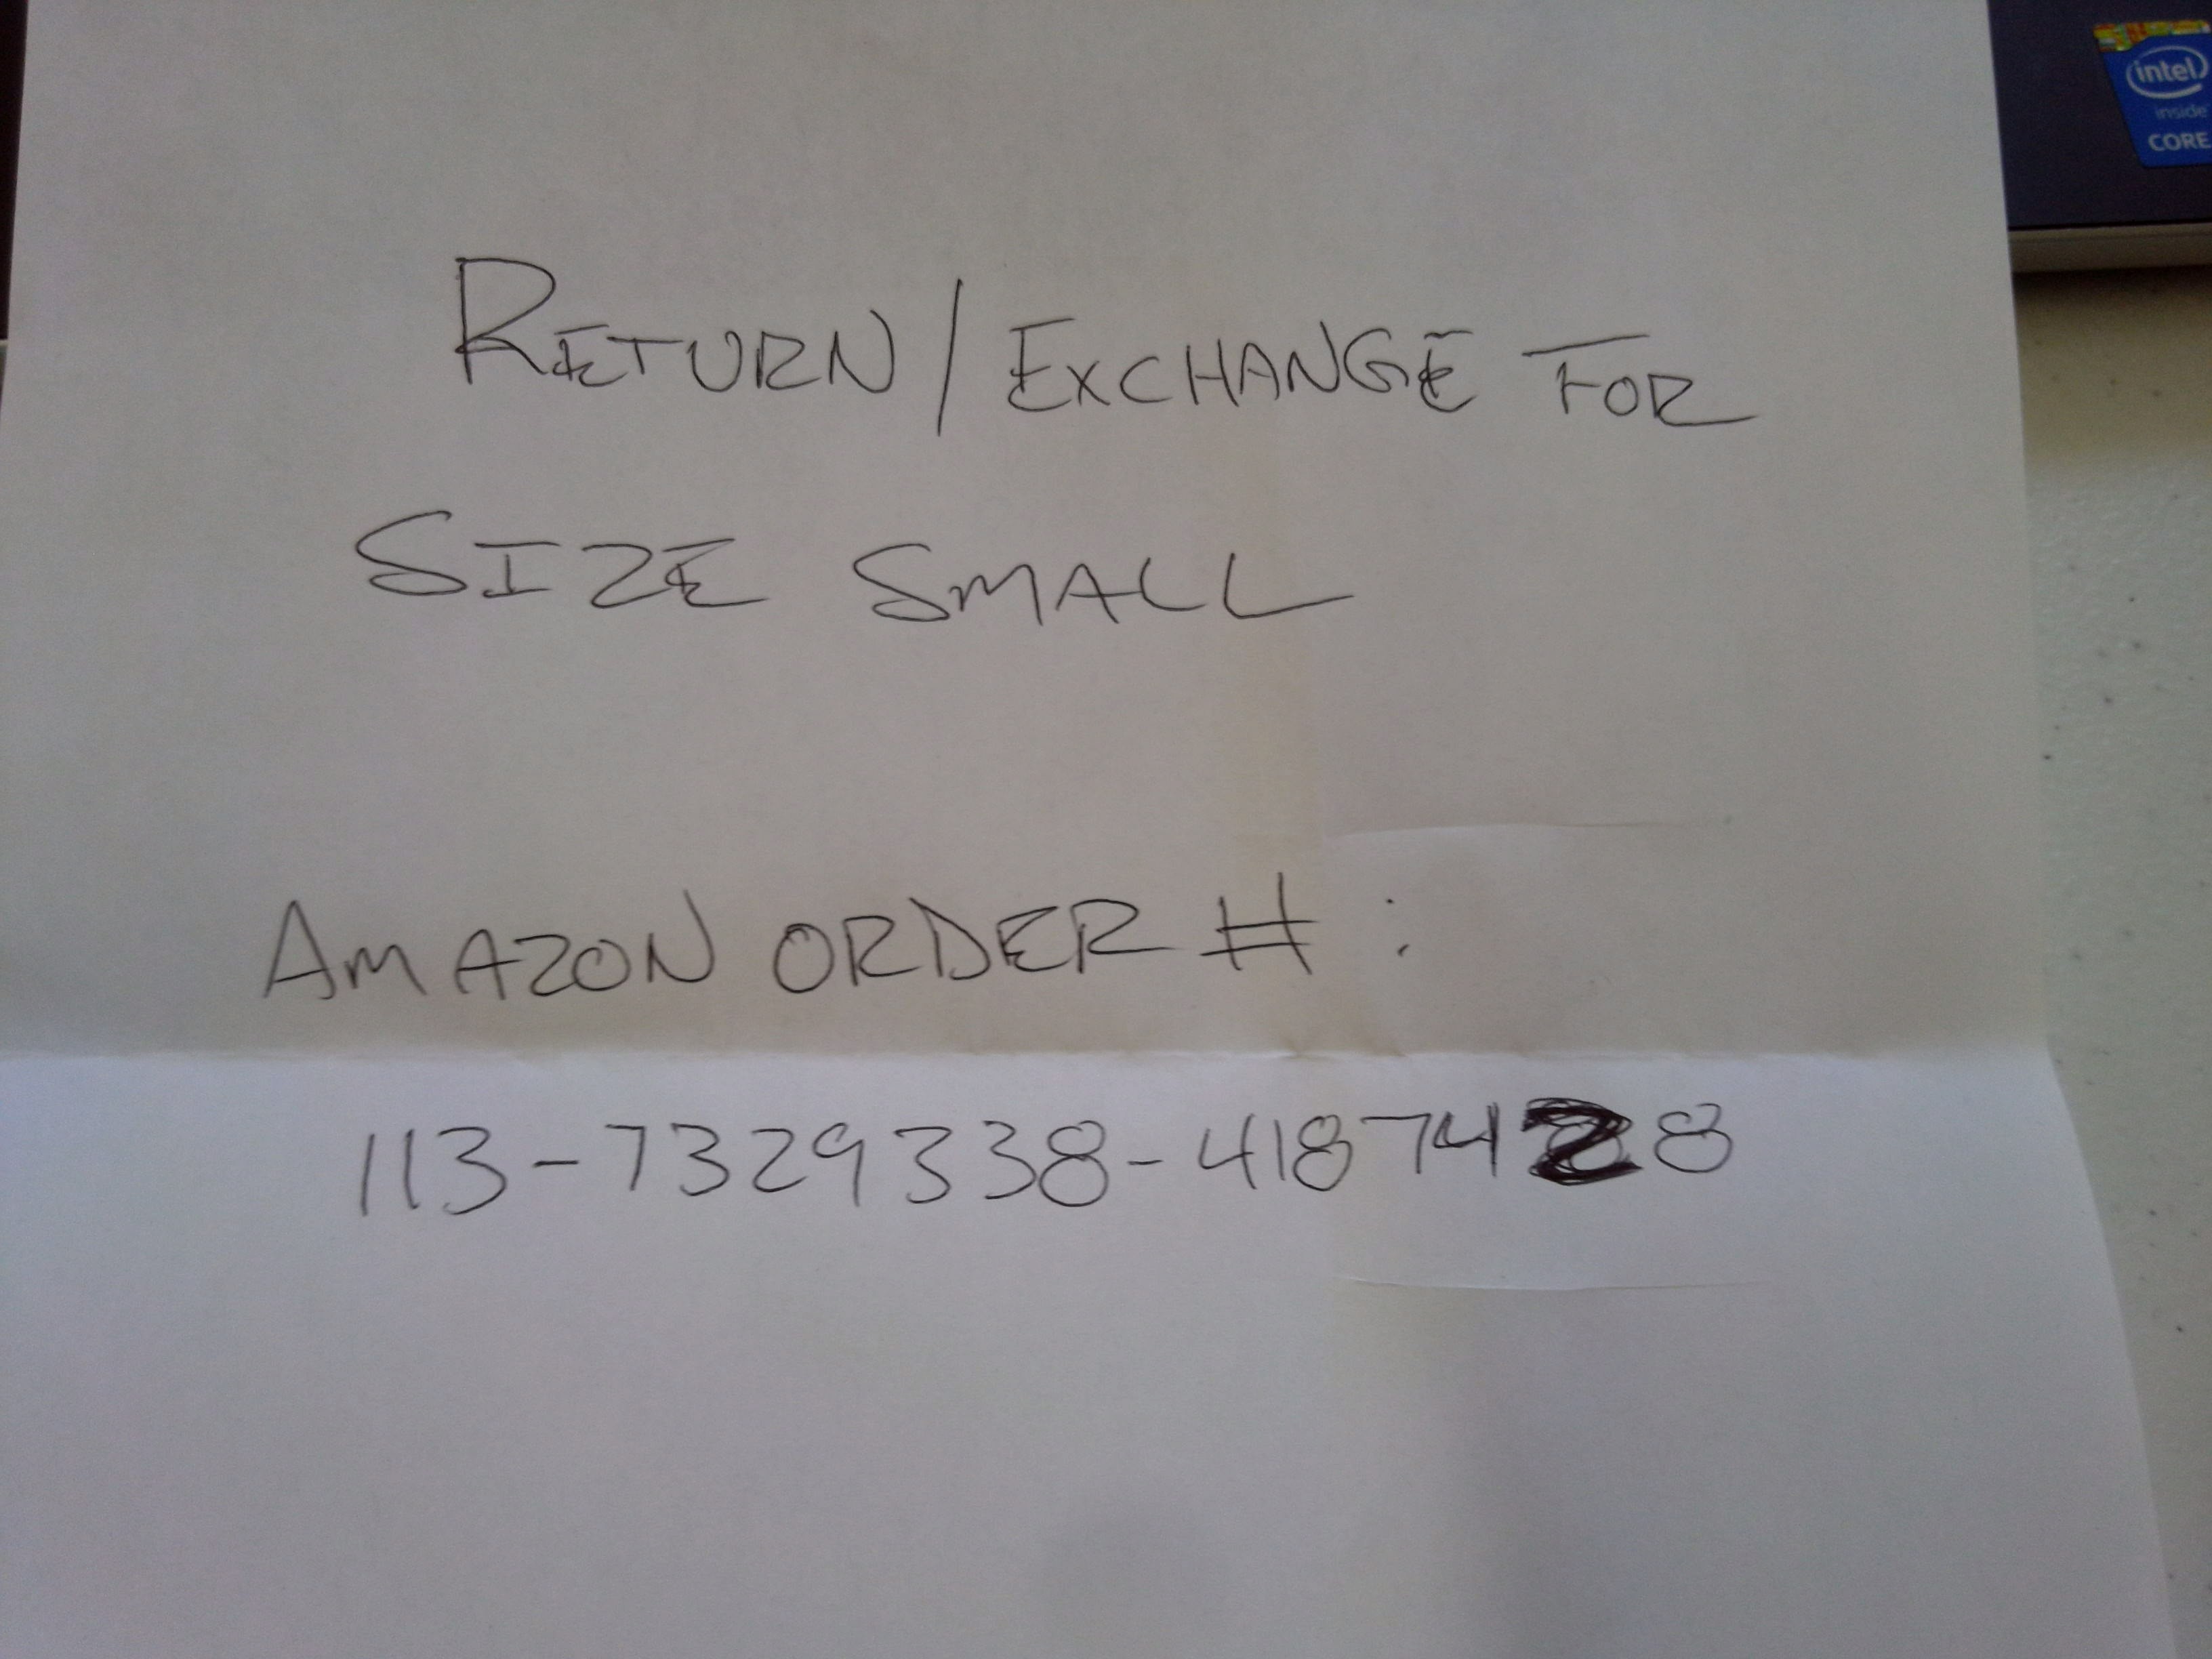 intel
inside
CORE
RETURN/EXCHANGE FOR
SIZE SMALL
AMAZON ORDER #:
113-7329338-4187428